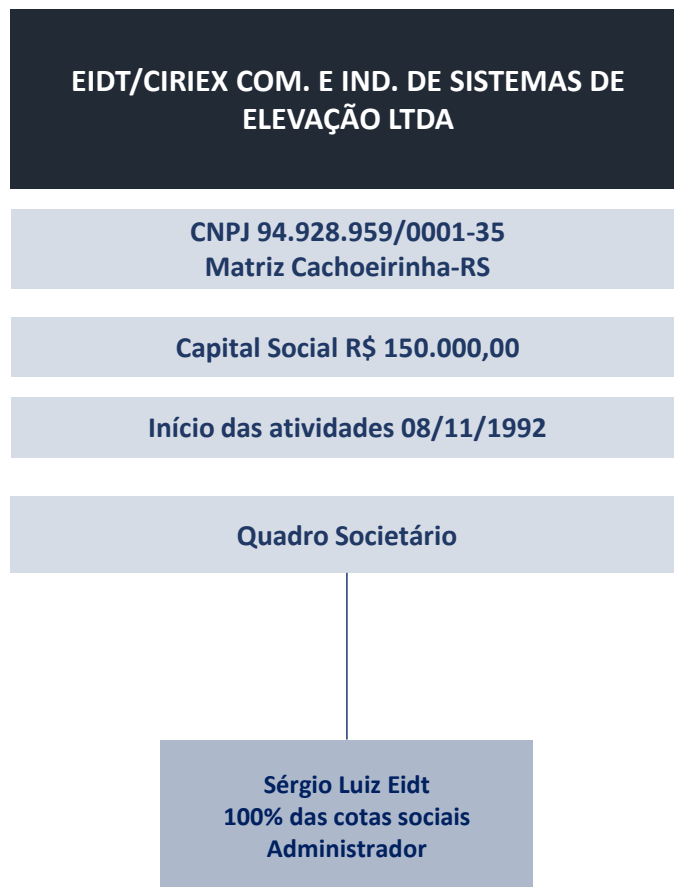 EIDT/CIRIEX COM. E IND. DE SISTEMAS DE
ELEVAÇÃO LTDA
CNPJ 94.928.959/0001-35
Matriz Cachoeirinha-RS
Capital Social R$ 150.000,00
Início das atividades 08/11/1992
Quadro Societário
Sérgio Luiz Eidt
100% das cotas sociais
Administrador